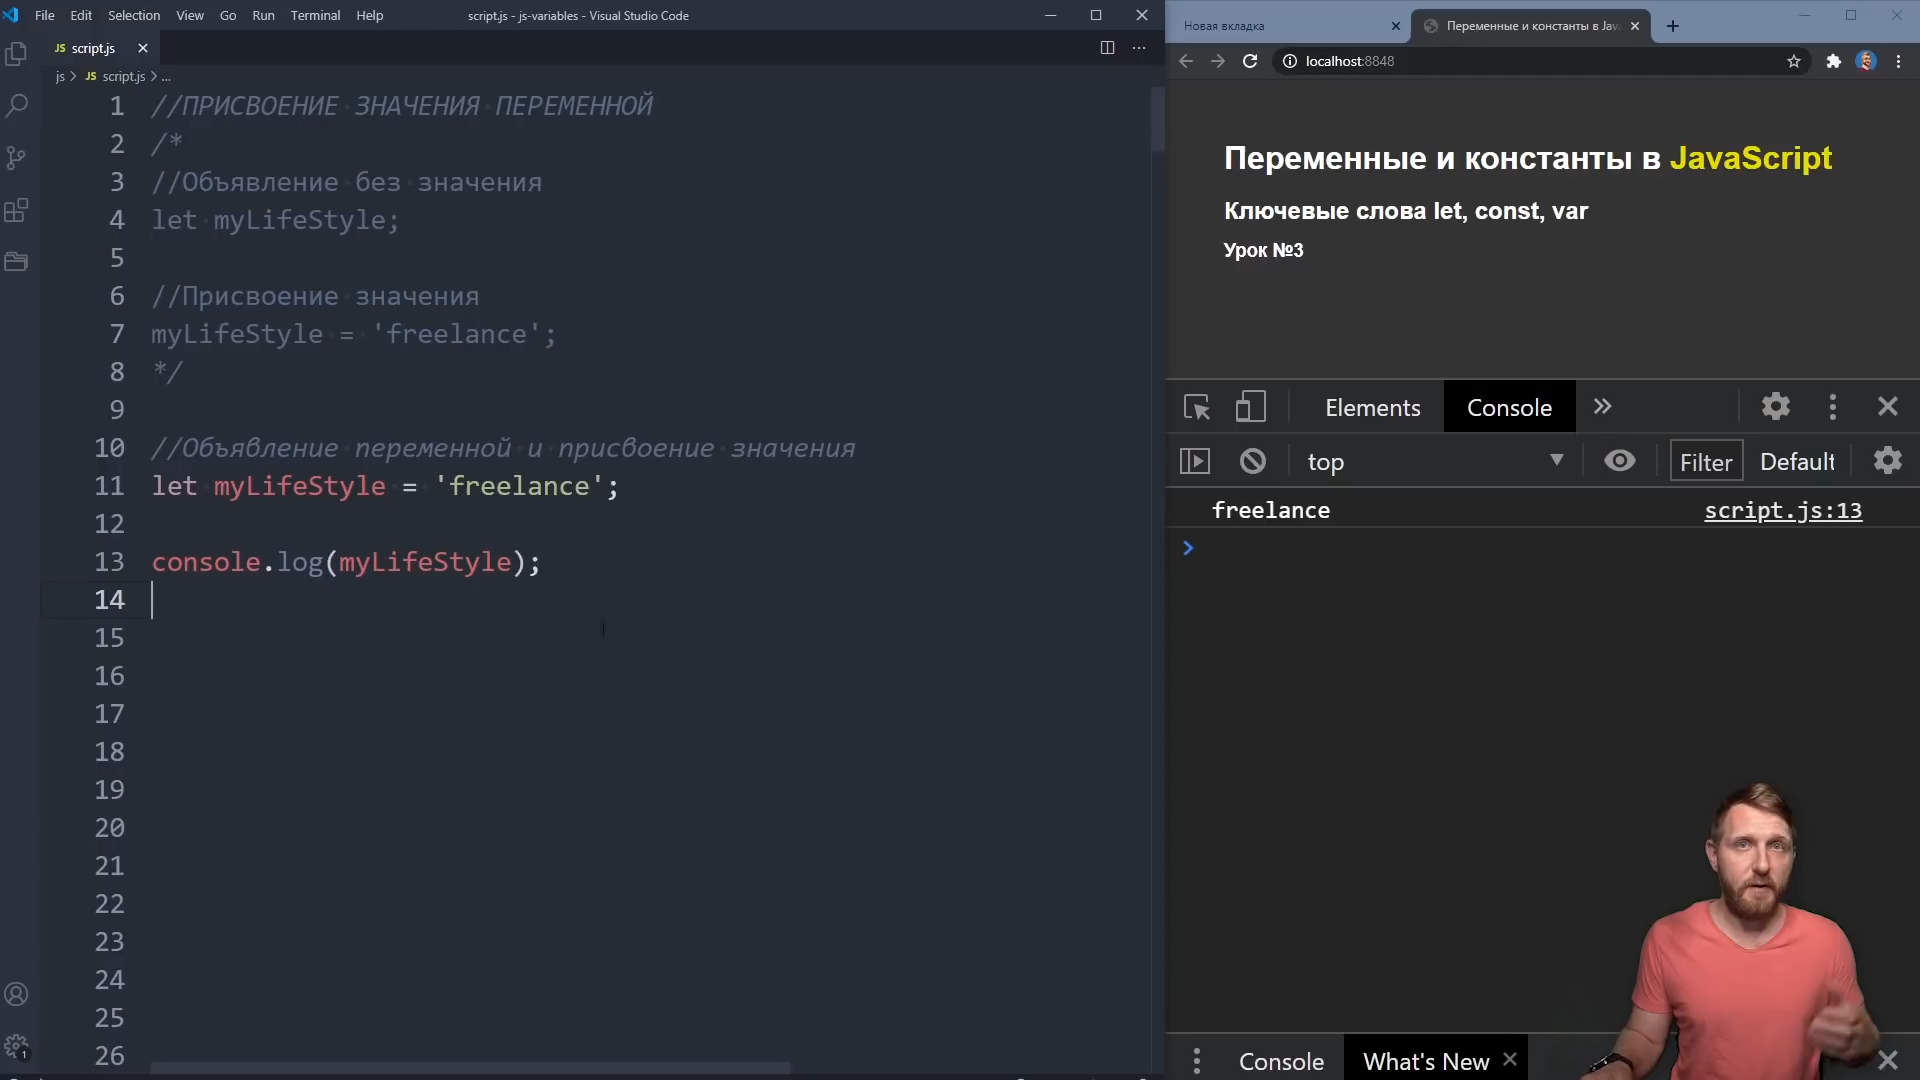 File Edit Selection View Go Run Terminal Help
script.js - js-variables - Visual Studio Code
JS script.js
js > JS script.js > ...
1 //ПРИСВОЕНИЕ ЗНАЧЕНИЯ ПЕРЕМЕННОЙ
2 /*
3 //Объявление без значения
4 let myLifeStyle;
5
6 //Присвоение значения
7 myLifeStyle = 'freelance';
8 */
9
10 //Объявление переменной и присвоение значения
11 let myLifeStyle = 'freelance';
12
13 console.log(myLifeStyle);
14
15
16
17
18
19
20
21
22
23
24
25
26
1
Новая вкладка
Переменные и константы в Jav
localhost:8848
Переменные и константы в JavaScript
Ключевые слова let, const, var
Урок №3
Elements Console
top Filter Default
freelance script.js:13
Console What's New